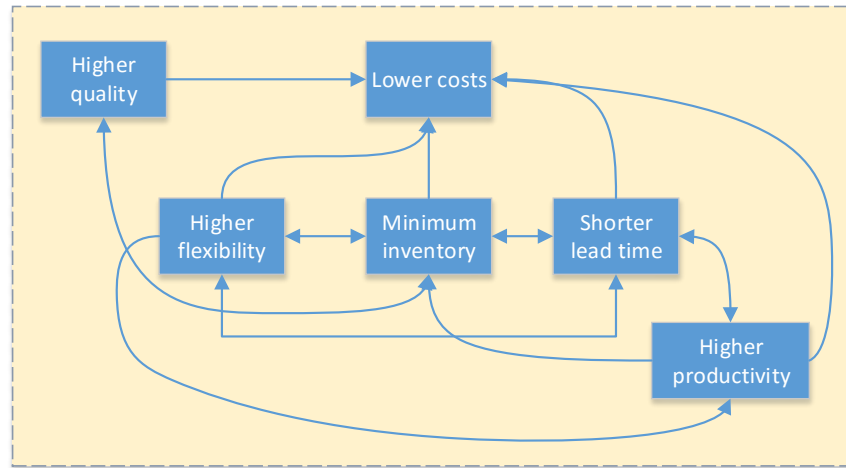 Higher
quality
Lower costs
Higher
flexibility
Minimum
inventory
Shorter
lead time
Higher
productivity